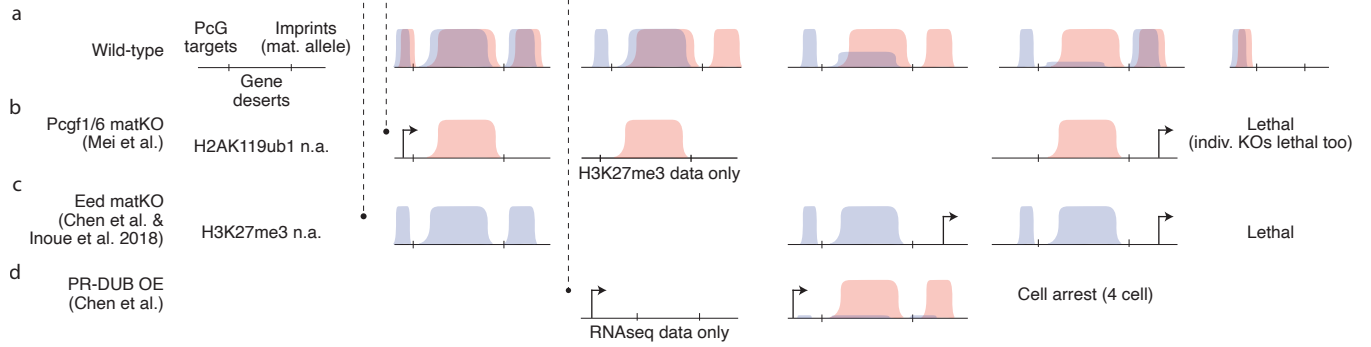 a
PcG
targets
Imprints
(mat. allele)
Wild-type
Gene
deserts
b
Pcgf1/6 matKO
(Mei et al.)
H2AK119ub1 n.a.
H3K27me3 data only
Lethal
(indiv. KOs lethal too)
c
Eed matKO
(Chen et al. &
Inoue et al. 2018)
H3K27me3 n.a.
Lethal
d
PR-DUB OE
(Chen et al.)
RNAseq data only
Cell arrest (4 cell)